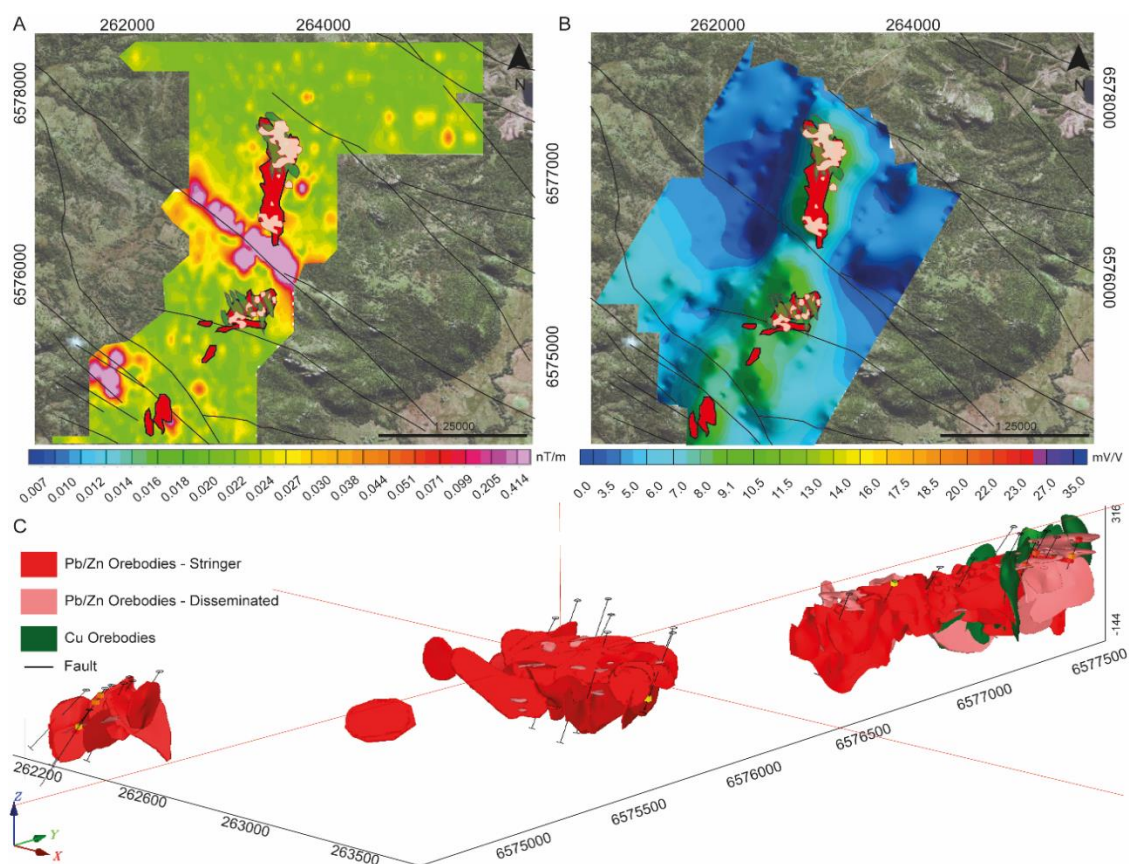 A
262000
264000
N
6578000
6577000
6576000
6575000
1:25000
nT/m
0.007 0.010 0.012 0.014 0.016 0.018 0.020 0.022 0.024 0.027 0.030 0.038 0.044 0.051 0.071 0.099 0.205 0.414
B
262000
264000
N
6578000
6577000
6576000
6575000
1:25000
mV/V
0.0 3.5 5.0 6.0 7.0 8.0 9.1 10.5 11.5 13.0 14.0 16.0 17.5 18.5 20.0 22.0 23.0 27.0 35.0
C
Pb/Zn Orebodies - Stringer
Pb/Zn Orebodies - Disseminated
Cu Orebodies
Fault
316
-144
262200
262600
263000
263500
6575000
6575500
6576000
6576500
6577000
6577500
Z
Y
X